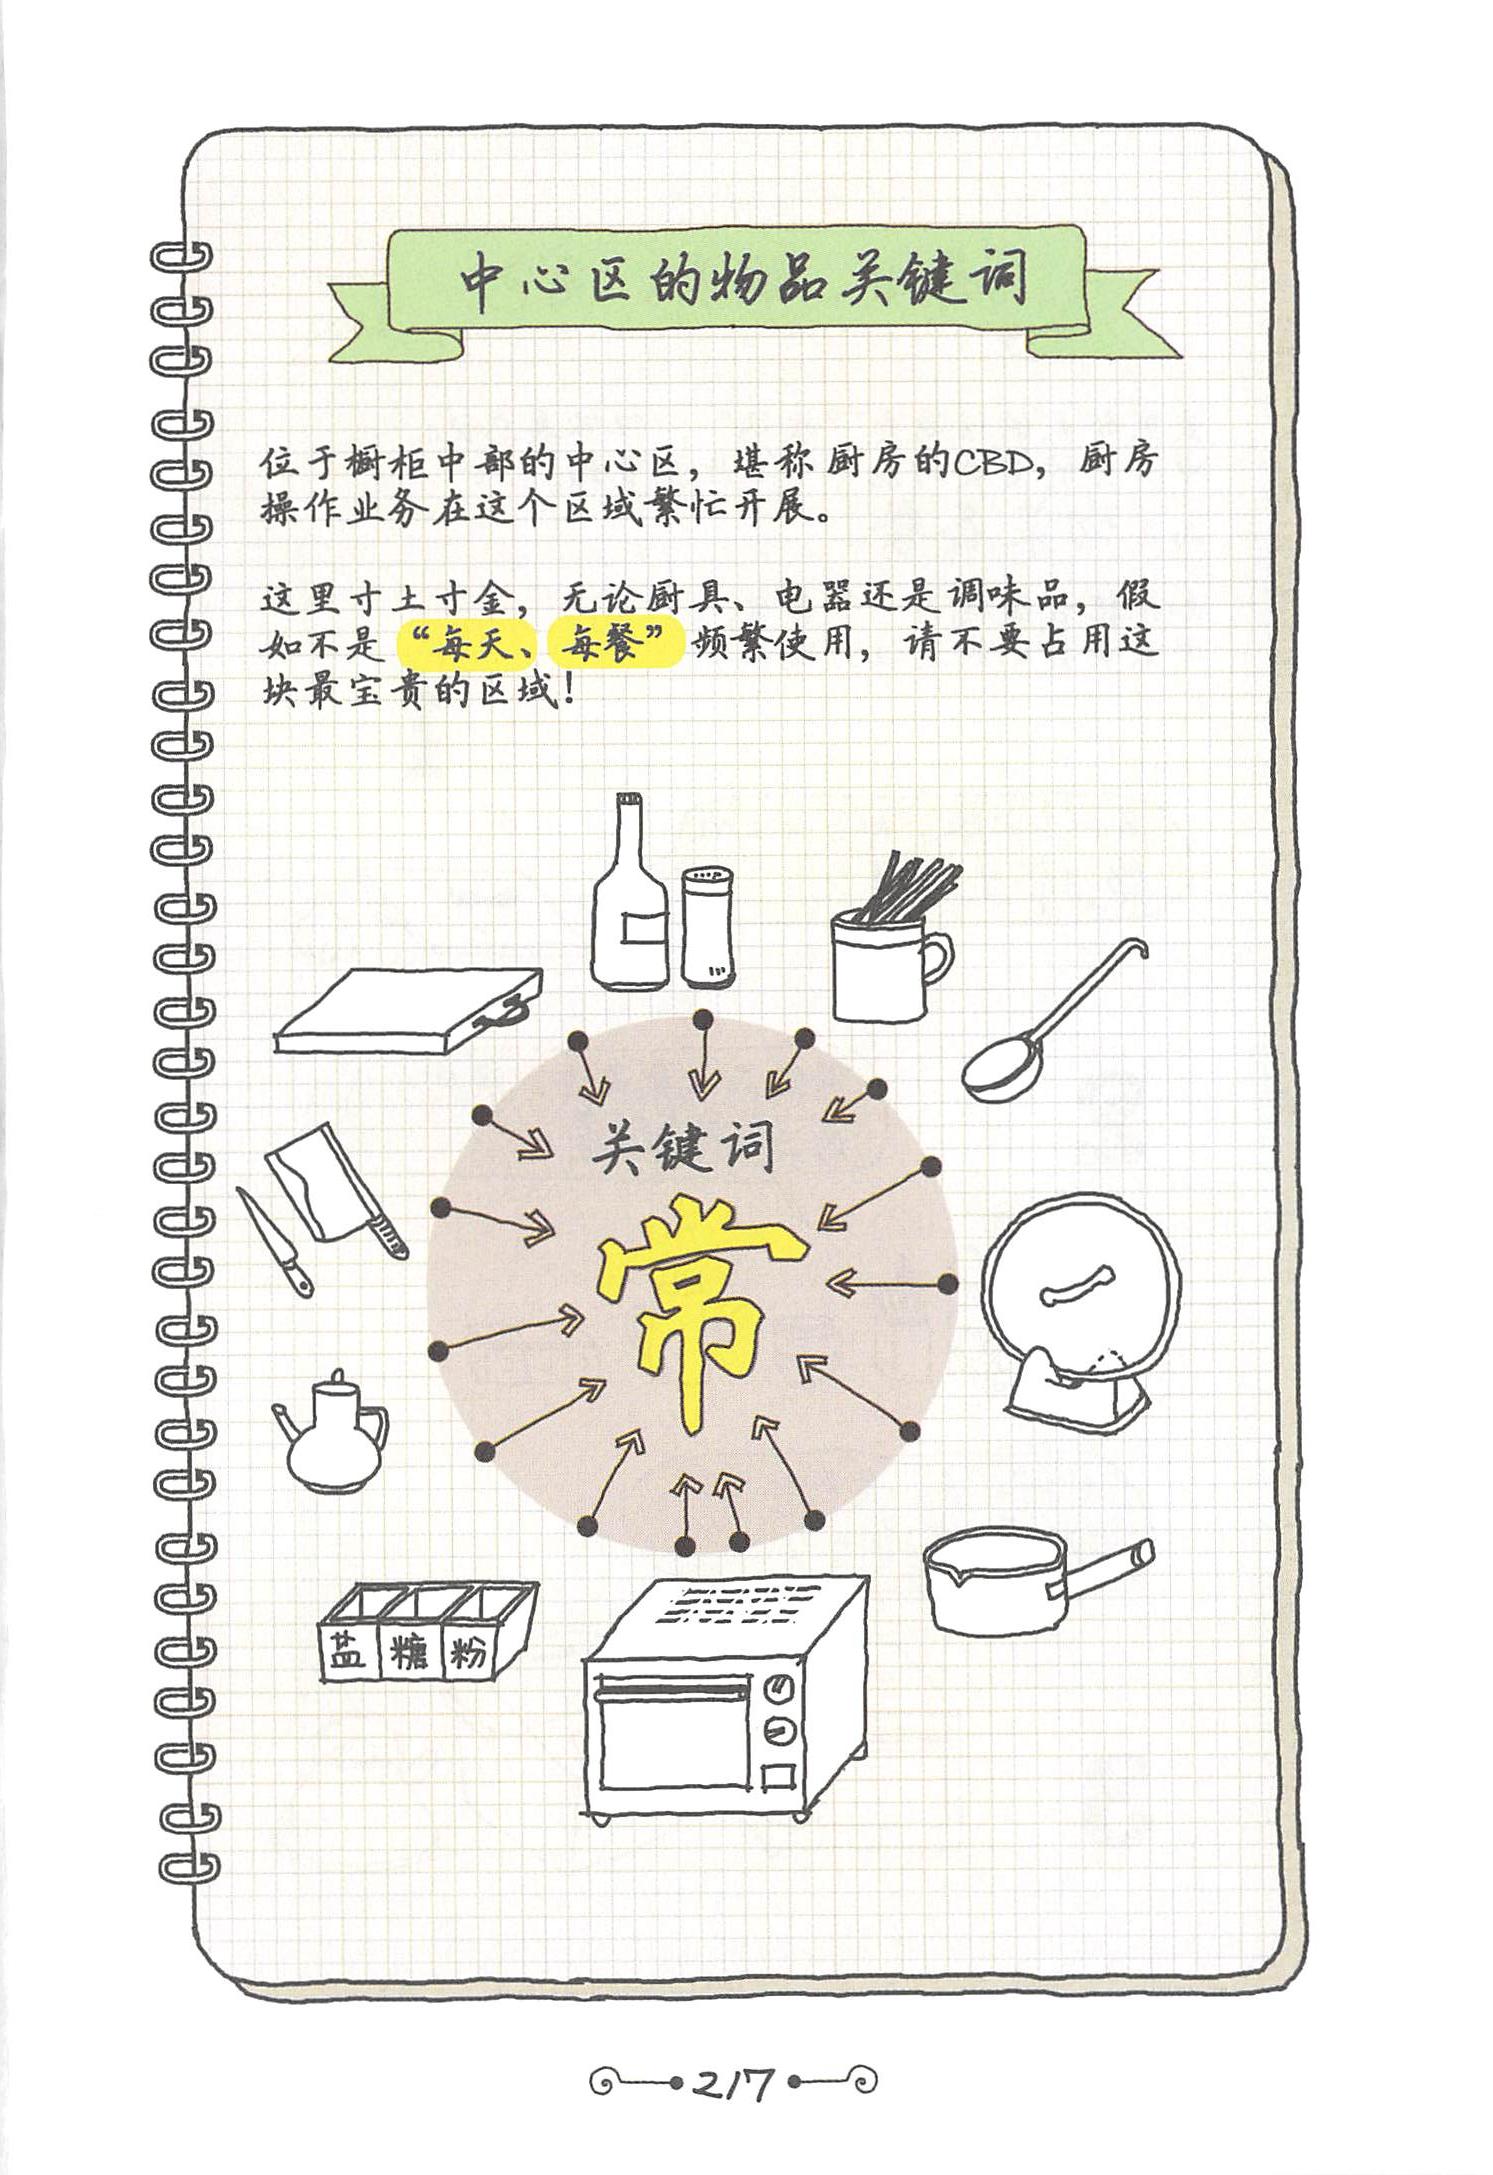 中心区的物品关键词
位于橱柜中部的中心区，堪称厨房的CBD，厨房
操作业务在这个区域繁忙开展。
这里寸土寸金，无论厨具、电器还是调味品，假
如不是“每天、每餐”频繁使用，请不要占用这
块最宝贵的区域！
关键词
常
盐 糖 粉
217